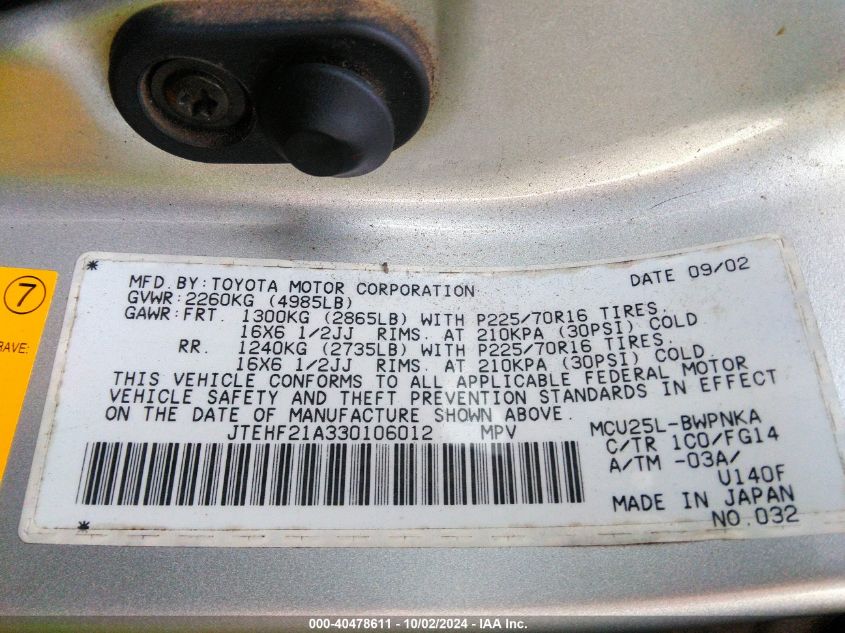 7
RAVE:
* MFD.BY:TOYOTA MOTOR CORPORATION DATE 09/02
GVWR:2260KG (4985LB)
GAWR:FRT. 1300KG (2865LB) WITH P225/70R16 TIRES.
16X6 1/2JJ RIMS. AT 210KPA (30PSI) COLD
RR. 1240KG (2735LB) WITH P225/70R16 TIRES.
16X6 1/2JJ RIMS. AT 210KPA (30PSI) COLD.
THIS VEHICLE CONFORMS TO ALL APPLICABLE FEDERAL MOTOR
VEHICLE SAFETY AND THEFT PREVENTION STANDARDS IN EFFECT
ON THE DATE OF MANUFACTURE SHOWN ABOVE.
JTEHF21A330106012 MPV MCU25L-BWPNKA
C/TR 1C0/FG14
A/TM -03A/
U140F
* MADE IN JAPAN
NO.032
000-40478611 - 10/02/2024 - IAA Inc.